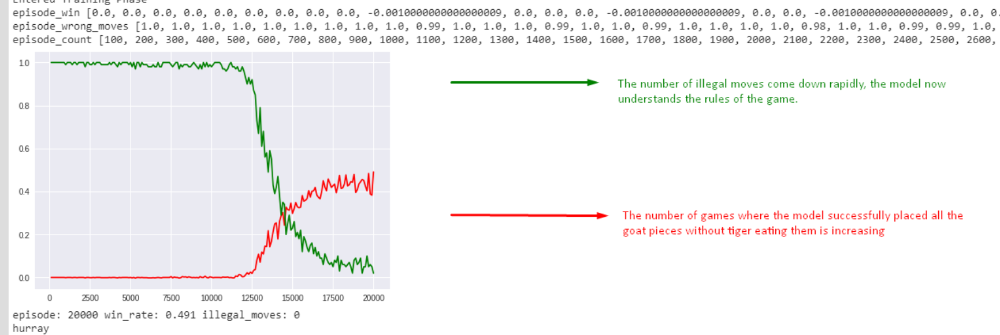 Entered Training Phase
episode_win [0.0, 0.0, 0.0, 0.0, 0.0, 0.0, 0.0, 0.0, 0.0, -0.0010000000000000009, 0.0, 0.0, 0.0, -0.0010000000000000009, 0.0, 0.0, -0.0010000000000000009, 0.0, 0.
episode_wrong_moves [1.0, 1.0, 1.0, 1.0, 1.0, 1.0, 1.0, 1.0, 1.0, 0.99, 1.0, 1.0, 1.0, 0.99, 1.0, 1.0, 0.99, 1.0, 1.0, 1.0, 1.0, 0.98, 1.0, 1.0, 0.99, 0.99, 1.0,
episode_count [100, 200, 300, 400, 500, 600, 700, 800, 900, 1000, 1100, 1200, 1300, 1400, 1500, 1600, 1700, 1800, 1900, 2000, 2100, 2200, 2300, 2400, 2500, 2600,
1.0
0.8
0.6
0.4
0.2
0.0
0 2500 5000 7500 10000 12500 15000 17500 20000
The number of illegal moves come down rapidly, the model now
understands the rules of the game.
The number of games where the model successfully placed all the
goat pieces without tiger eating them is increasing
episode: 20000 win_rate: 0.491 illegal_moves: 0
hurray